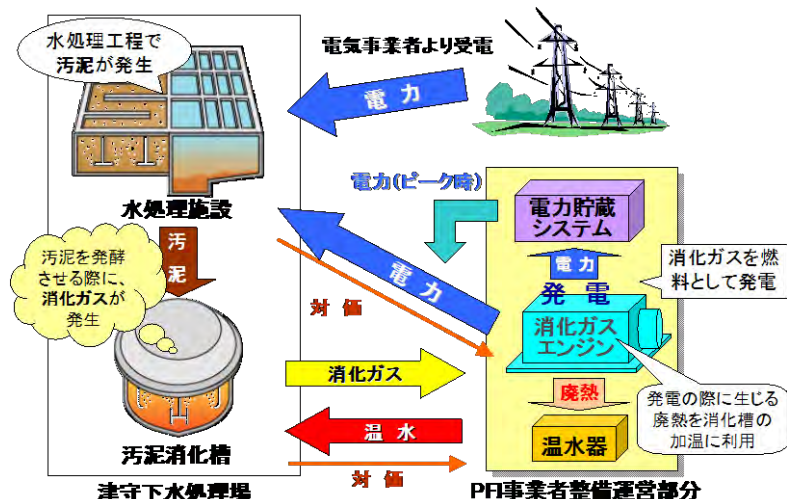 水処理工程で
汚泥が発生
電気事業者より受電
電力
水処理施設
電力(ピーク時)
電力貯蔵
システム
汚泥
汚泥を発酵
させる際に、
消化ガスが
発生
電力
対価
電力
発電
消化ガスを燃
料として発電
消化ガス
エンジン
消化ガス
廃熱
発電の際に生じる
廃熱を消化槽の
加温に利用
温水
温水器
汚泥消化槽
対価
津守下水処理場
PFI事業者整備運営部分